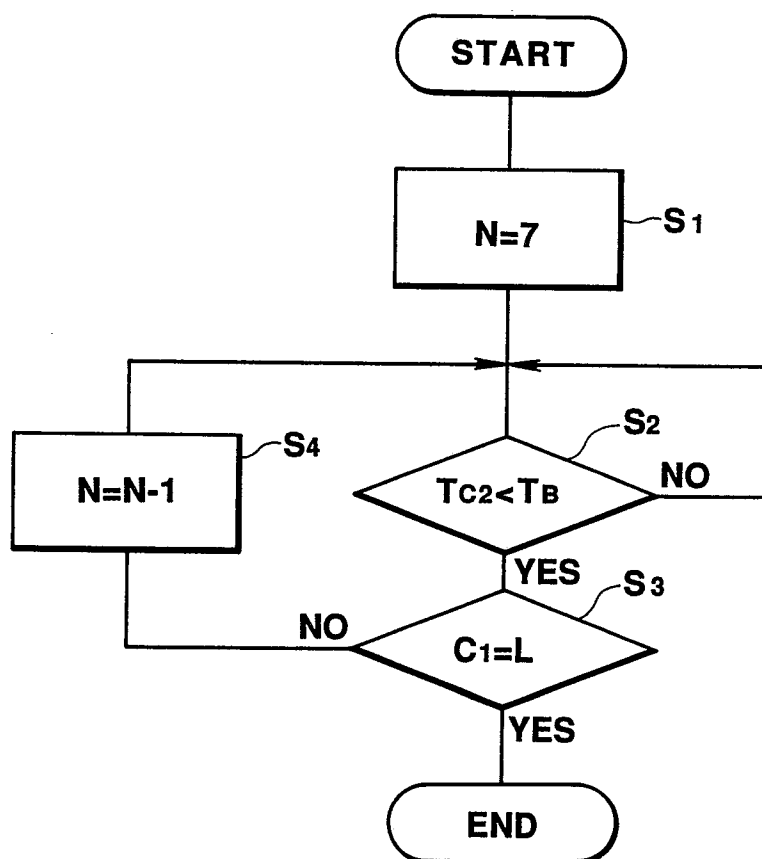 START
N=7
S1
S2
S4
N=N-1
TC2<TB
NO
YES
S3
NO
C1=L
YES
END